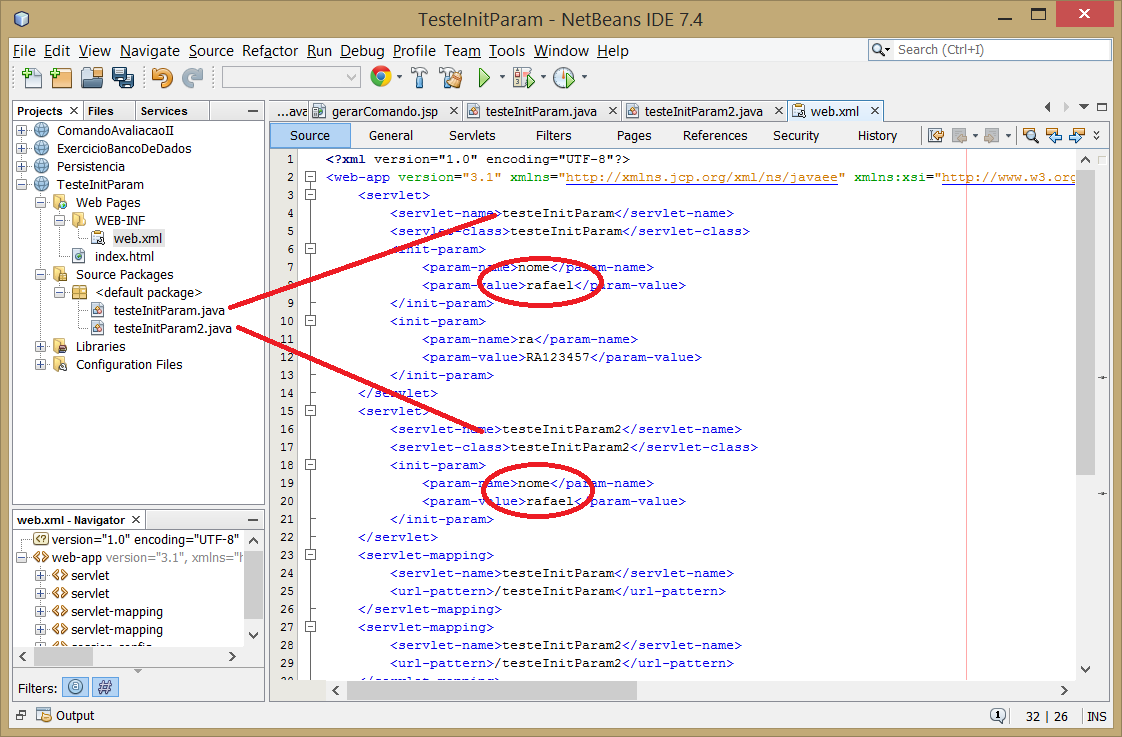 TesteInitParam - NetBeans IDE 7.4
File Edit View Navigate Source Refactor Run Debug Profile Team Tools Window Help
Search (Ctrl+I)
Projects Files Services
ComandoAvaliacaoII
ExercicioBancoDeDados
Persistencia
TesteInitParam
Web Pages
WEB-INF
web.xml
index.html
Source Packages
<default package>
testeInitParam.java
testeInitParam2.java
Libraries
Configuration Files
web.xml - Navigator
version="1.0" encoding="UTF-8"
web-app version="3.1", xmlns="h
servlet
servlet
servlet-mapping
servlet-mapping
Filters:
...ava gerarComando.jsp testeInitParam.java testeInitParam2.java web.xml
Source General Servlets Filters Pages References Security History
1 <?xml version="1.0" encoding="UTF-8"?>
2 <web-app version="3.1" xmlns="http://xmlns.jcp.org/xml/ns/javaee" xmlns:xsi="http://www.w3.org
3 <servlet>
4 <servlet-name>testeInitParam</servlet-name>
5 <servlet-class>testeInitParam</servlet-class>
6 <init-param>
7 <param-name>nome</param-name>
8 <param-value>rafael</param-value>
9 </init-param>
10 <init-param>
11 <param-name>ra</param-name>
12 <param-value>RA123457</param-value>
13 </init-param>
14 </servlet>
15 <servlet>
16 <servlet-name>testeInitParam2</servlet-name>
17 <servlet-class>testeInitParam2</servlet-class>
18 <init-param>
19 <param-name>nome</param-name>
20 <param-value>rafael</param-value>
21 </init-param>
22 </servlet>
23 <servlet-mapping>
24 <servlet-name>testeInitParam</servlet-name>
25 <url-pattern>/testeInitParam</url-pattern>
26 </servlet-mapping>
27 <servlet-mapping>
28 <servlet-name>testeInitParam2</servlet-name>
29 <url-pattern>/testeInitParam2</url-pattern>
Output
32 | 26 INS